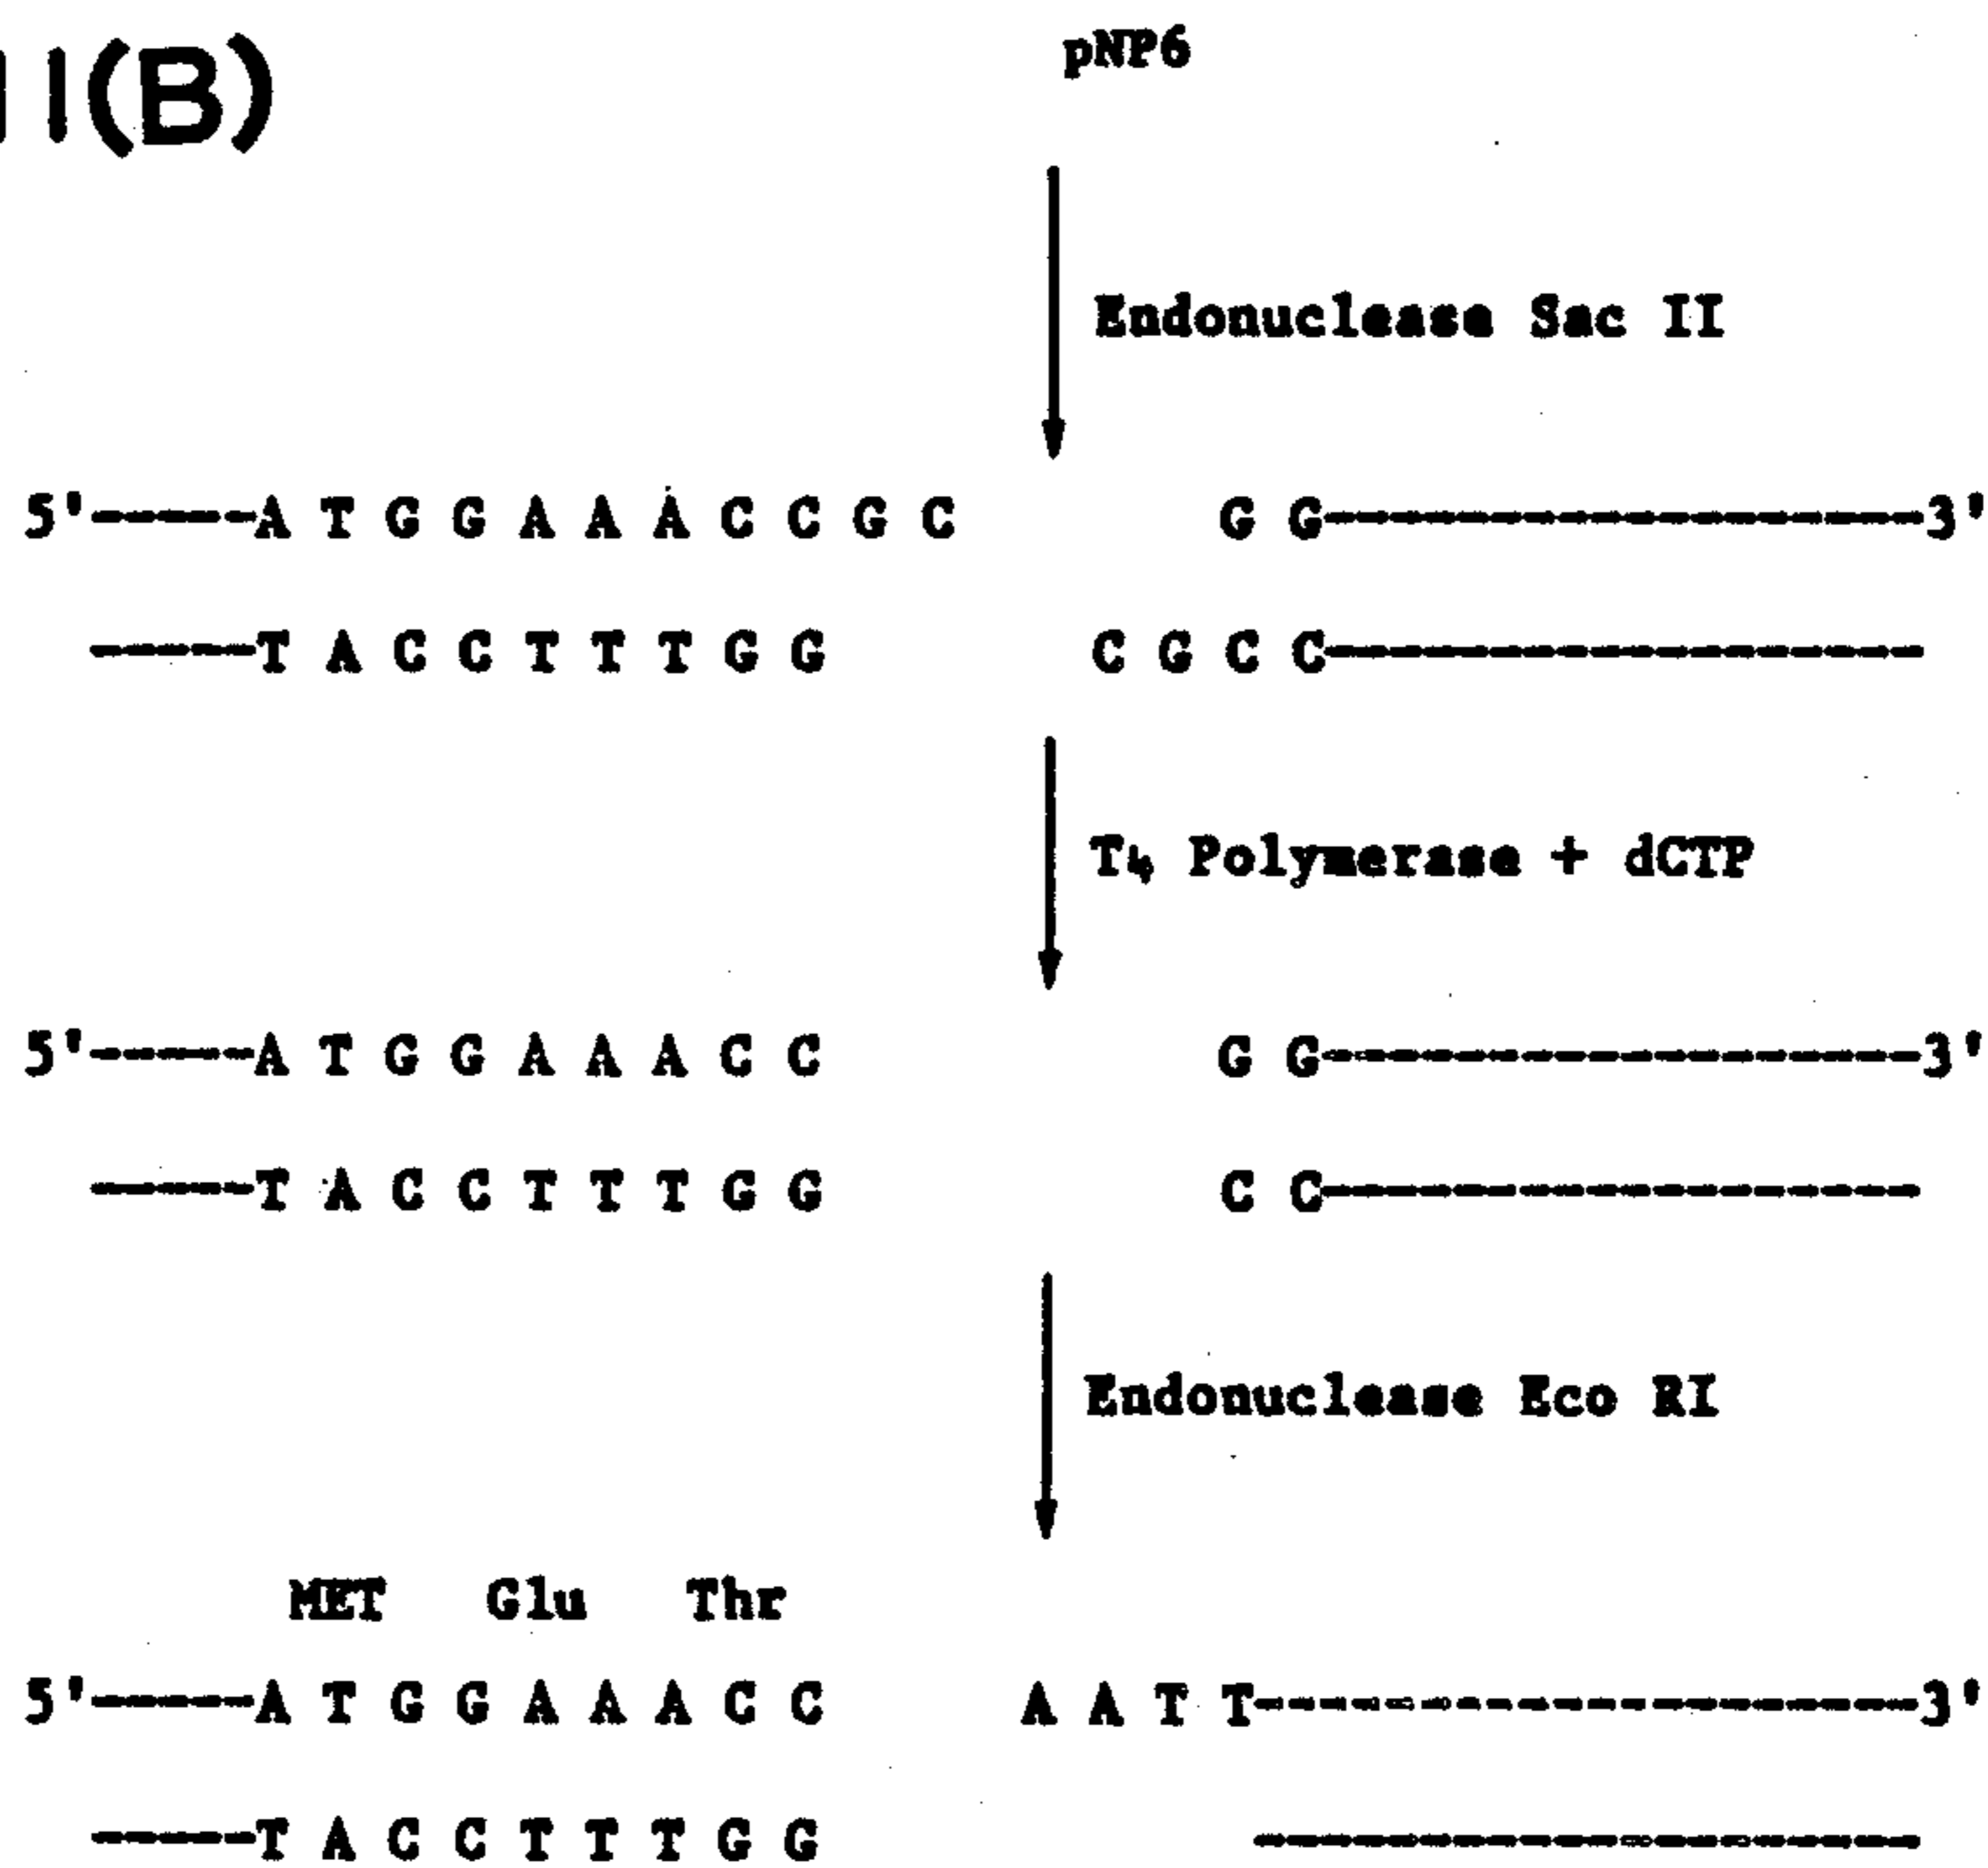 1(B)
pNP6
Endonuclease Sac II
5'-----A T G G A A A C C G C G G-----3'
-----T A C C T T T G G C G C C-----
T4 Polymerase + dCTP
5'-----A T G G A A A C C G G-----3'
-----T A C C T T T G G C C-----
Endonuclease Eco RI
MET Glu Thr
5'-----A T G G A A A C C A A T T-----3'
-----T A C C T T T G G -----